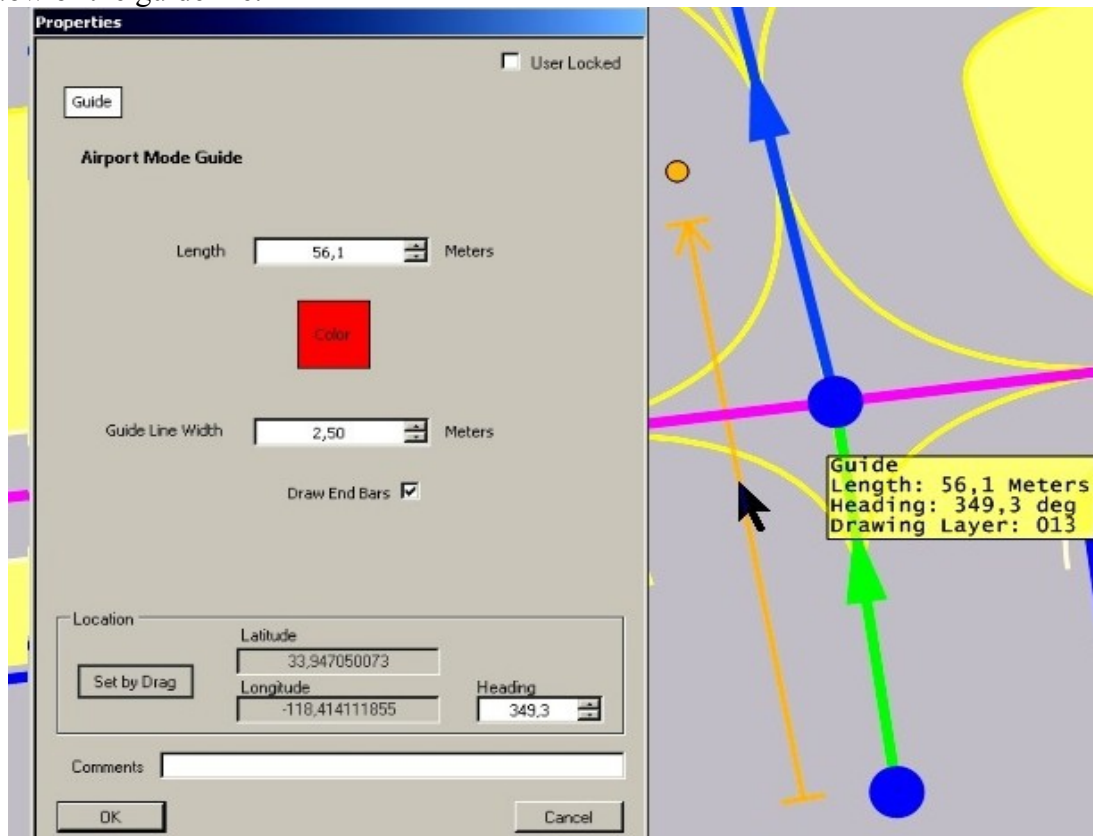 Properties
User Locked
Guide
Airport Mode Guide
Length 56,1 Meters
Color
Guide Line Width 2,50 Meters
Draw End Bars
Location
Latitude
33,947050073
Set by Drag
Longitude
-118,414111855
Heading
349,3
Comments
OK Cancel
Guide
Length: 56,1 Meters
Heading: 349,3 deg
Drawing Layer: 013